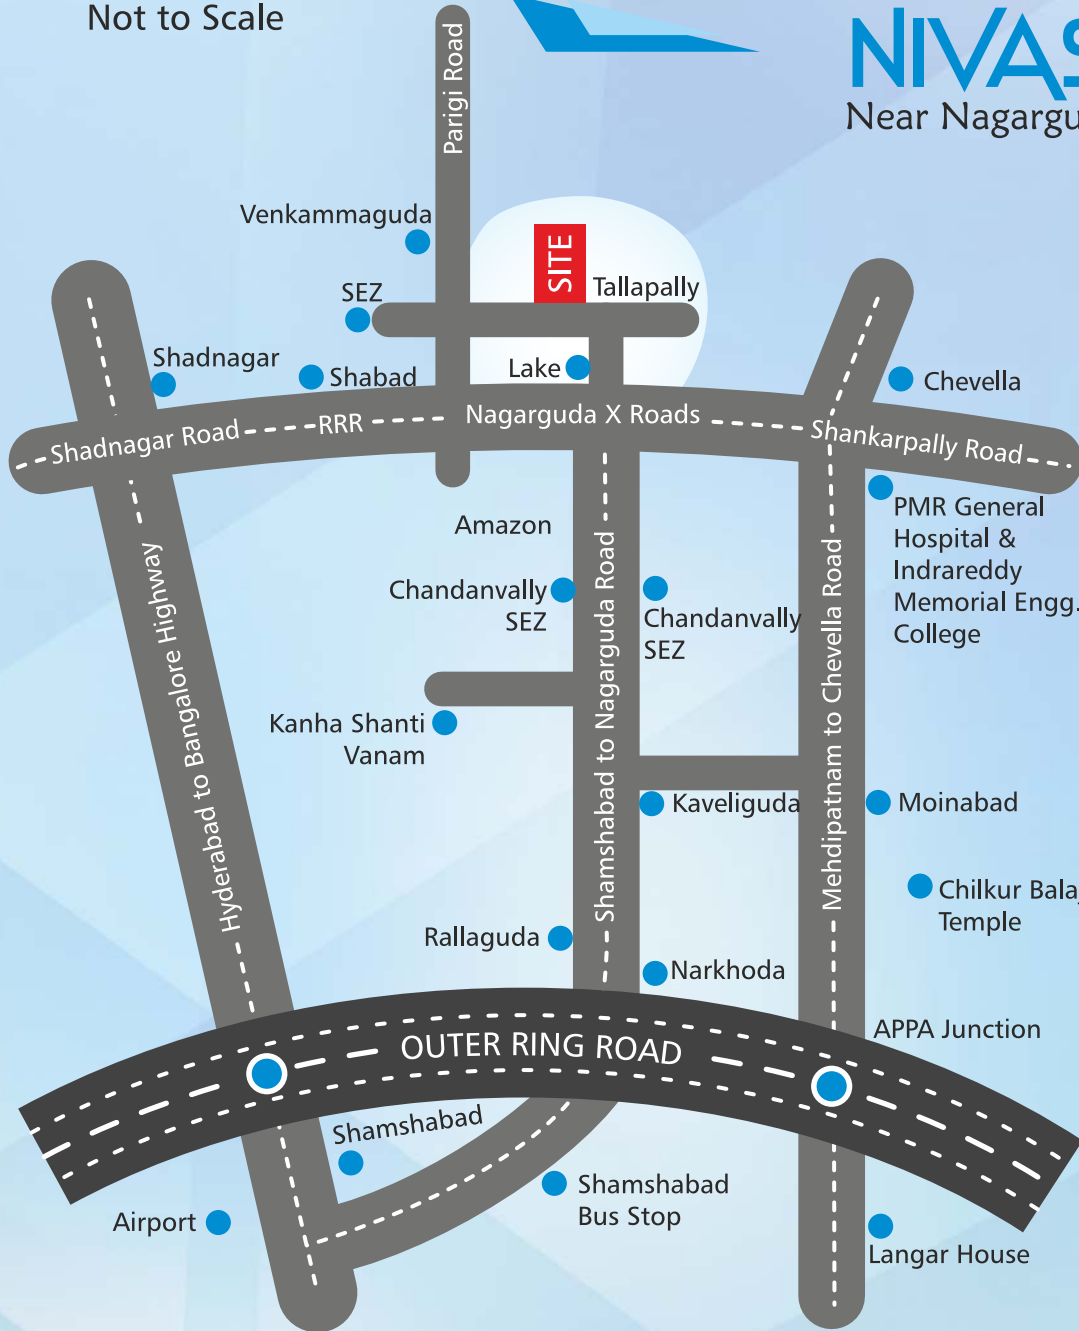 Not to Scale
NIVAS
Near Nagargu
Parigi Road
Venkammaguda
SITE
SEZ
Tallapally
Shadnagar
Shabad
Lake
Chevella
Shadnagar Road
RRR
Nagarguda X Roads
Shankarpally Road
PMR General
Hospital &
Indrareddy
Memorial Engg.
College
Amazon
Chandanvally
SEZ
Chandanvally
SEZ
Hyderabad to Bangalore Highway
Shamshabad to Nagarguda Road
Mehdipatnam to Chevella Road
Kanha Shanti
Vanam
Kaveliguda
Moinabad
Chilkur Balaj
Temple
Rallaguda
Narkhoda
APPA Junction
OUTER RING ROAD
Shamshabad
Shamshabad
Bus Stop
Airport
Langar House